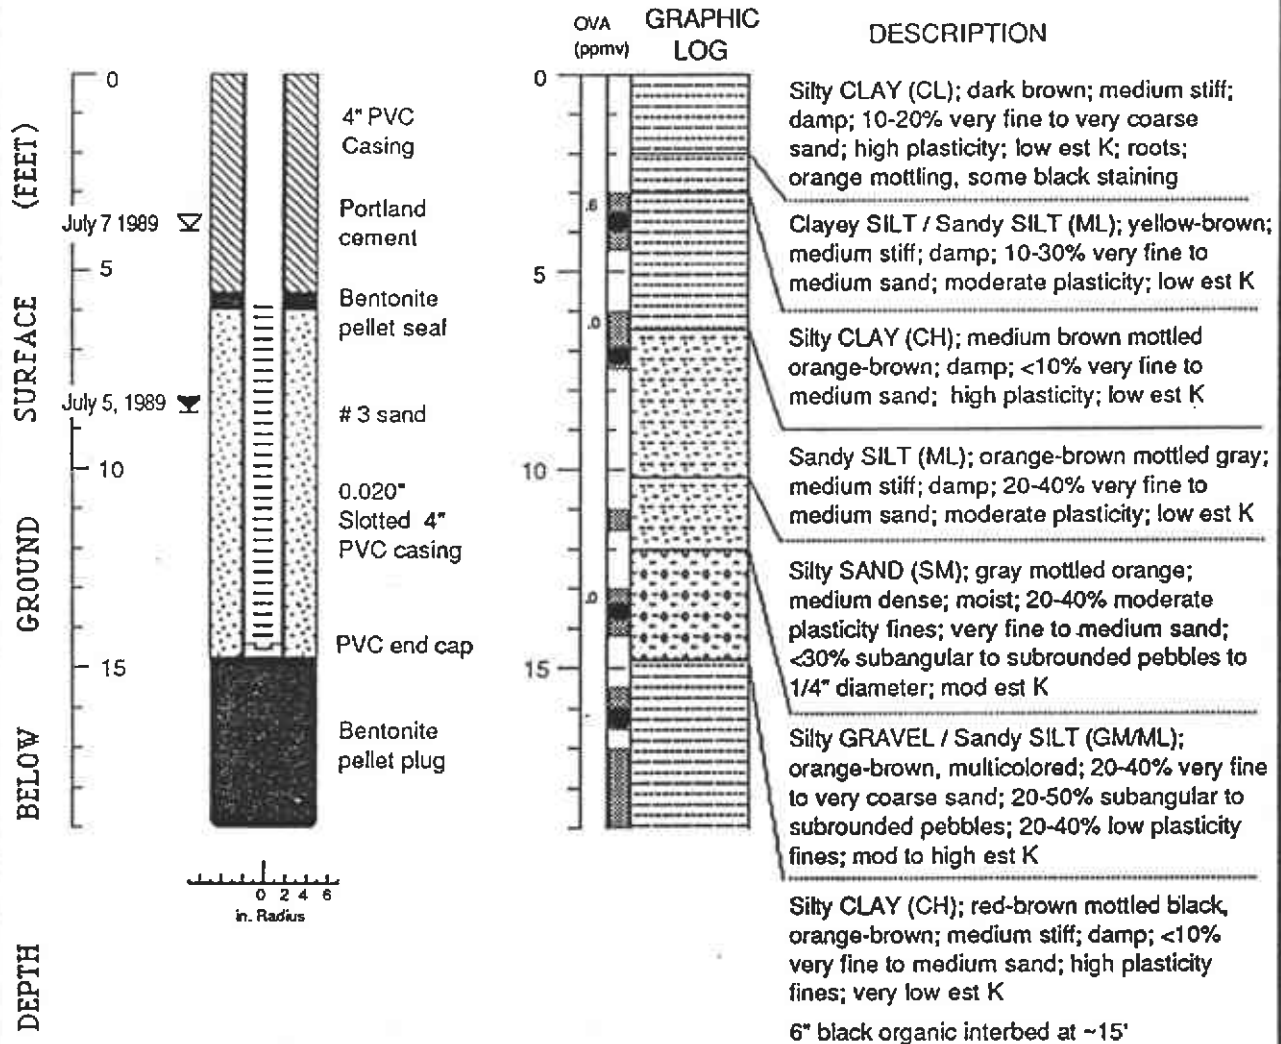 DEPTH BELOW GROUND SURFACE (FEET)
0
5
10
15
July 7 1989
July 5, 1989
4" PVC
Casing
Portland
cement
Bentonite
pellet seal
# 3 sand
0.020"
Slotted 4"
PVC casing
PVC end cap
Bentonite
pellet plug
0 2 4 6
in. Radius
OVA
(ppmv)
GRAPHIC
LOG
DESCRIPTION
0
5
10
15
.6
.0
.0
Silty CLAY (CL); dark brown; medium stiff;
damp; 10-20% very fine to very coarse
sand; high plasticity; low est K; roots;
orange mottling, some black staining
Clayey SILT / Sandy SILT (ML); yellow-brown;
medium stiff; damp; 10-30% very fine to
medium sand; moderate plasticity; low est K
Silty CLAY (CH); medium brown mottled
orange-brown; damp; <10% very fine to
medium sand; high plasticity; low est K
Sandy SILT (ML); orange-brown mottled gray;
medium stiff; damp; 20-40% very fine to
medium sand; moderate plasticity; low est K
Silty SAND (SM); gray mottled orange;
medium dense; moist; 20-40% moderate
plasticity fines; very fine to medium sand;
<30% subangular to subrounded pebbles to
1/4" diameter; mod est K
Silty GRAVEL / Sandy SILT (GM/ML);
orange-brown, multicolored; 20-40% very fine
to very coarse sand; 20-50% subangular to
subrounded pebbles; 20-40% low plasticity
fines; mod to high est K
Silty CLAY (CH); red-brown mottled black,
orange-brown; medium stiff; damp; <10%
very fine to medium sand; high plasticity
fines; very low est K
6" black organic interbed at ~15'